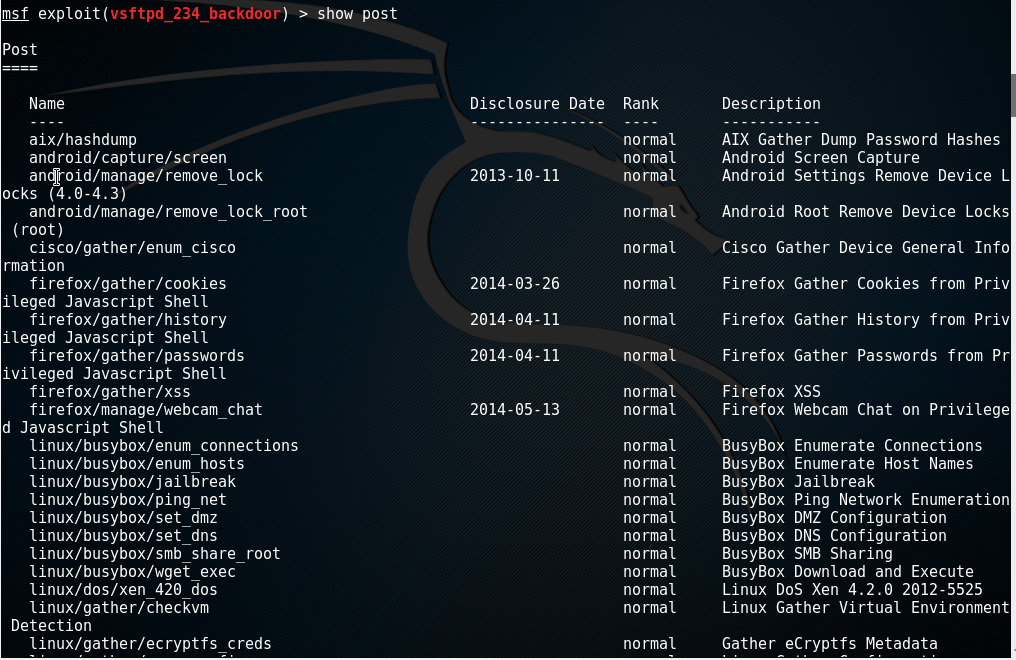 msf exploit(vsftpd_234_backdoor) > show post
Post
====
Name Disclosure Date Rank Description
---- --------------- ---- -----------
aix/hashdump normal AIX Gather Dump Password Hashes
android/capture/screen normal Android Screen Capture
android/manage/remove_lock 2013-10-11 normal Android Settings Remove Device L
ocks (4.0-4.3)
android/manage/remove_lock_root normal Android Root Remove Device Locks
(root)
cisco/gather/enum_cisco normal Cisco Gather Device General Info
rmation
firefox/gather/cookies 2014-03-26 normal Firefox Gather Cookies from Priv
ileged Javascript Shell
firefox/gather/history 2014-04-11 normal Firefox Gather History from Priv
ileged Javascript Shell
firefox/gather/passwords 2014-04-11 normal Firefox Gather Passwords from Pr
ivileged Javascript Shell
firefox/gather/xss normal Firefox XSS
firefox/manage/webcam_chat 2014-05-13 normal Firefox Webcam Chat on Privilege
d Javascript Shell
linux/busybox/enum_connections normal BusyBox Enumerate Connections
linux/busybox/enum_hosts normal BusyBox Enumerate Host Names
linux/busybox/jailbreak normal BusyBox Jailbreak
linux/busybox/ping_net normal BusyBox Ping Network Enumeration
linux/busybox/set_dmz normal BusyBox DMZ Configuration
linux/busybox/set_dns normal BusyBox DNS Configuration
linux/busybox/smb_share_root normal BusyBox SMB Sharing
linux/busybox/wget_exec normal BusyBox Download and Execute
linux/dos/xen_420_dos normal Linux DoS Xen 4.2.0 2012-5525
linux/gather/checkvm normal Linux Gather Virtual Environment
Detection
linux/gather/ecryptfs_creds normal Gather eCryptfs Metadata